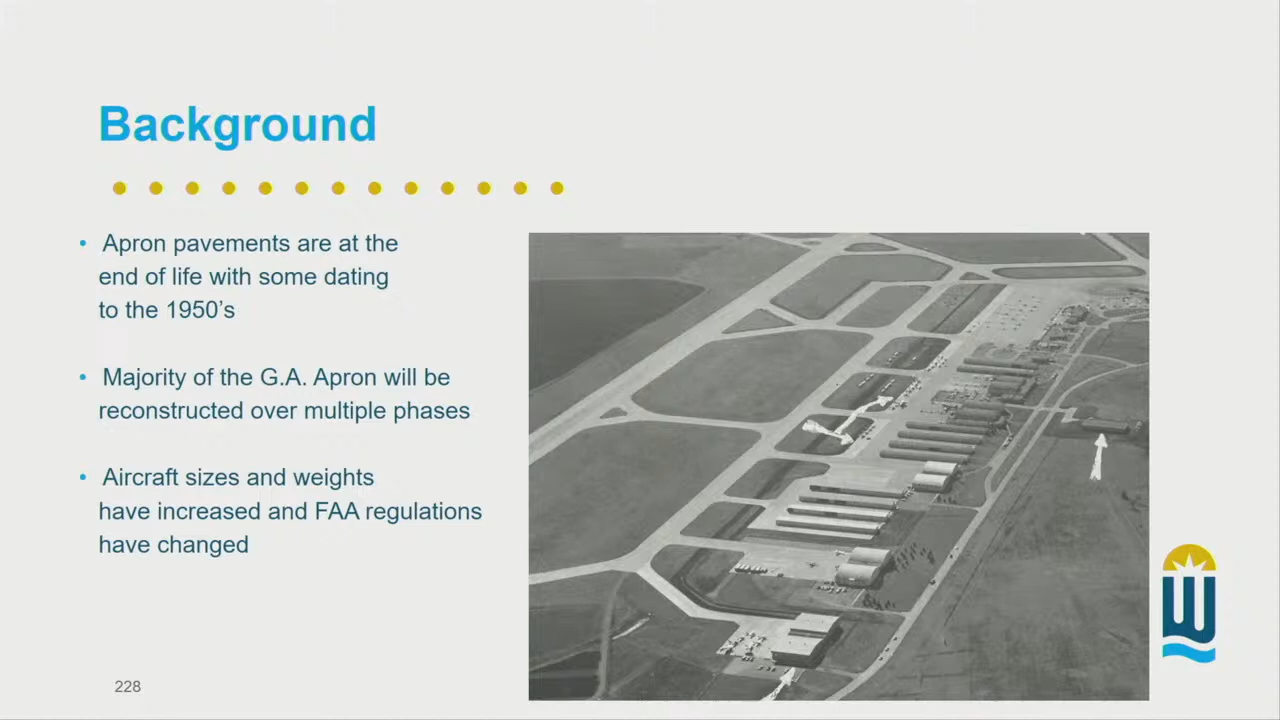 Background
• Apron pavements are at the
end of life with some dating
to the 1950’s
• Majority of the G.A. Apron will be
reconstructed over multiple phases
• Aircraft sizes and weights
have increased and FAA regulations
have changed
W
228